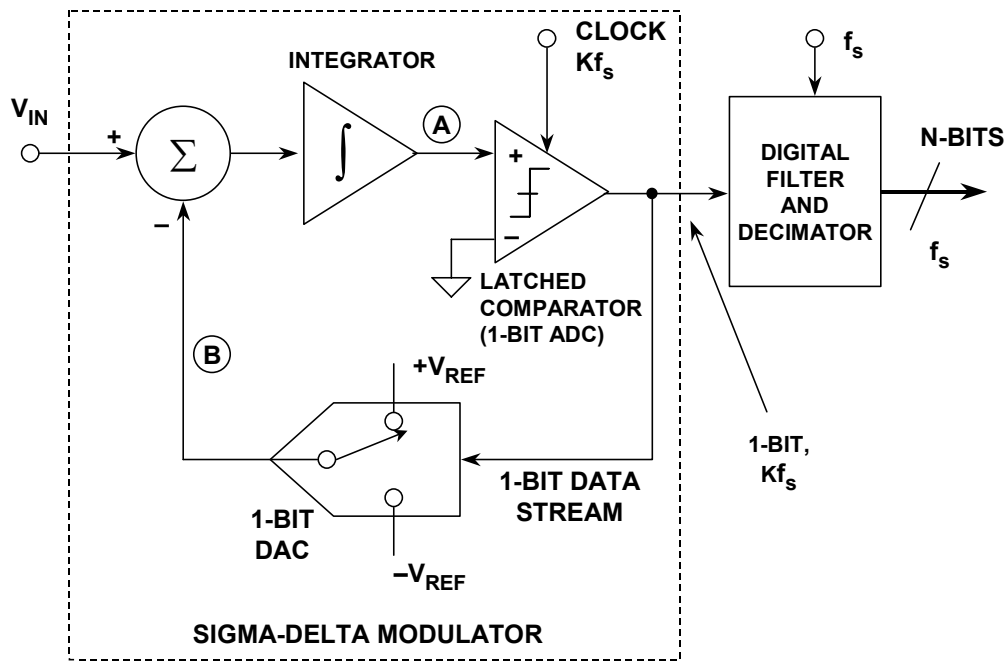 CLOCK
Kfs
fs
INTEGRATOR
VIN
+
Σ
–
∫
A
+
–
LATCHED
COMPARATOR
(1-BIT ADC)
DIGITAL
FILTER
AND
DECIMATOR
N-BITS
fs
B
+VREF
–VREF
1-BIT
DAC
1-BIT DATA
STREAM
1-BIT,
Kfs
SIGMA-DELTA MODULATOR